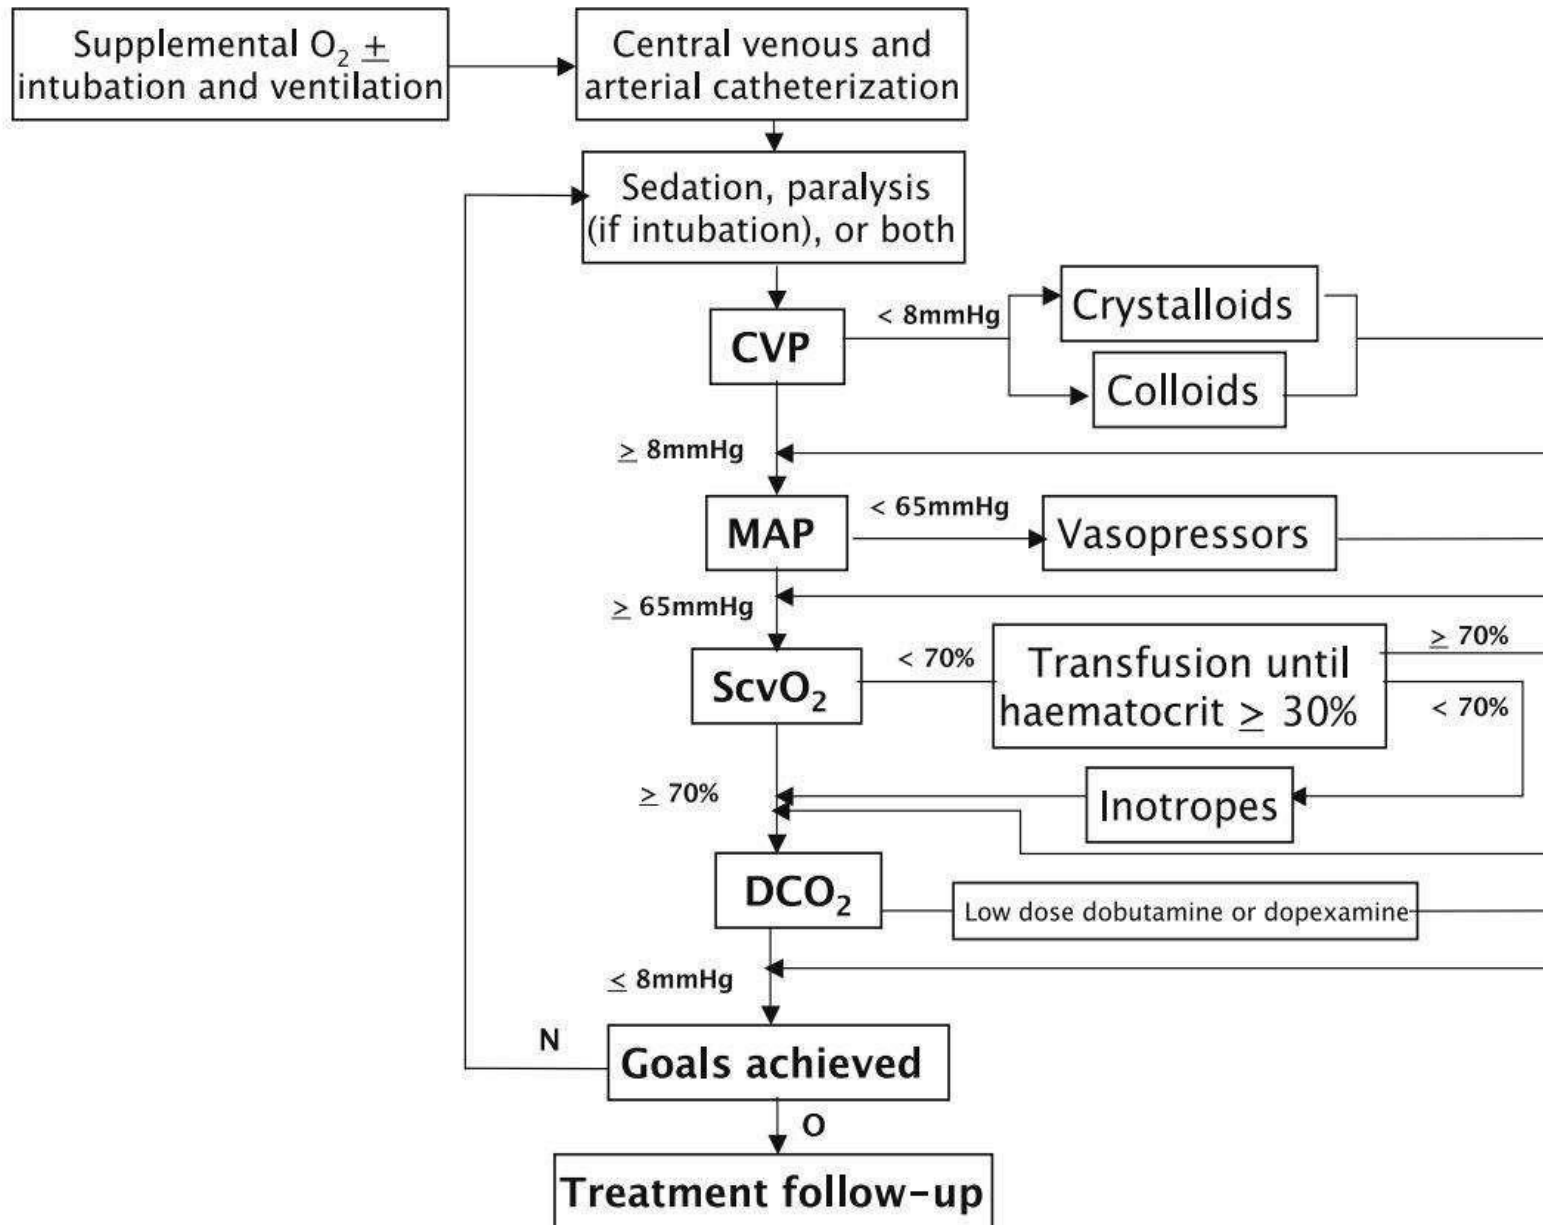 Supplemental O₂ ±
intubation and ventilation
Central venous and
arterial catheterization
Sedation, paralysis
(if intubation), or both
CVP
< 8mmHg
Crystalloids
Colloids
≥ 8mmHg
MAP
< 65mmHg
Vasopressors
≥ 65mmHg
ScvO₂
< 70%
Transfusion until
haematocrit ≥ 30%
≥ 70%
< 70%
≥ 70%
Inotropes
DCO₂
Low dose dobutamine or dopexamine
≤ 8mmHg
N
Goals achieved
O
Treatment follow-up